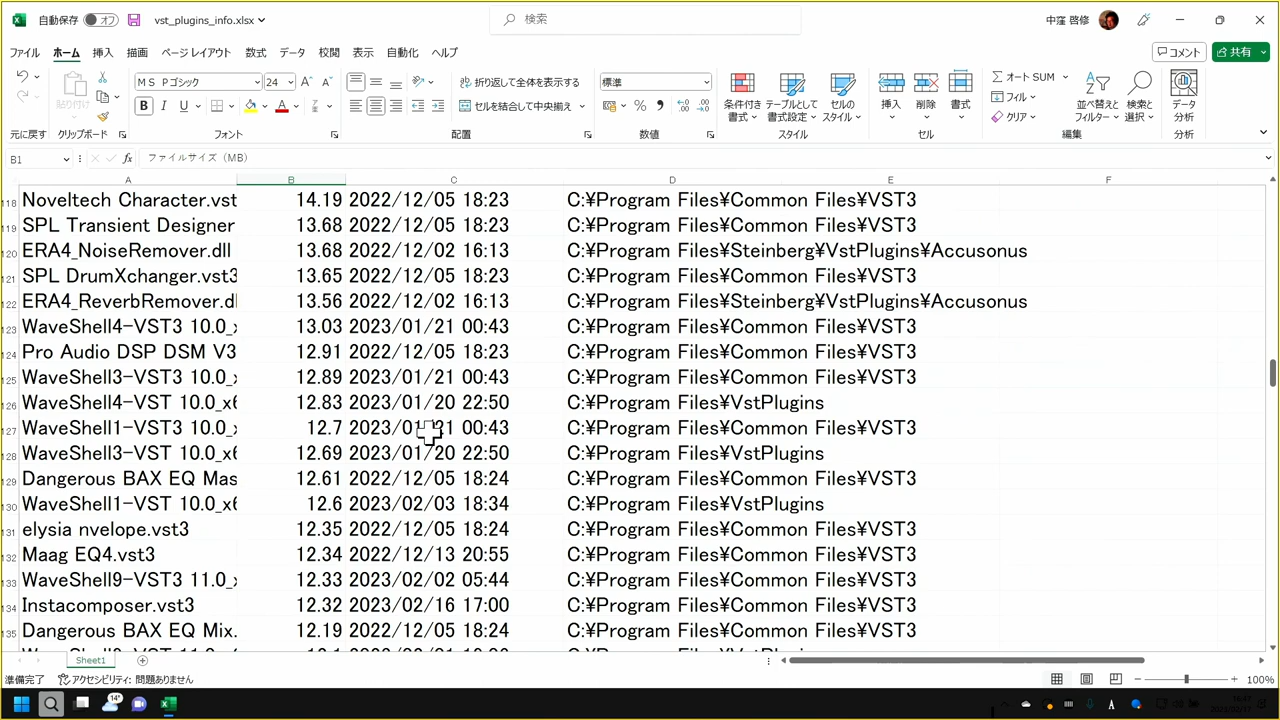 自動保存 オフ vst_plugins_info.xlsx 検索 中窪 啓修
ファイル ホーム 挿入 描画 ページ レイアウト 数式 データ 校閲 表示 自動化 ヘルプ コメント 共有
貼り付け MS Pゴシック 24 A A 折り返して全体を表示する 標準 条件付き書式 テーブルとして書式設定 セルのスタイル 挿入 削除 書式 オート SUM 並べ替えとフィルター 検索と選択 データ分析
B I U A セルを結合して中央揃え % 9 フィル
クリア
元に戻す クリップボード フォント 配置 数値 スタイル セル 編集 分析
B1 fx ファイルサイズ (MB)
A B C D E F
118 Noveltech Character.vst 14.19 2022/12/05 18:23 C:¥Program Files¥Common Files¥VST3
119 SPL Transient Designer 13.68 2022/12/05 18:23 C:¥Program Files¥Common Files¥VST3
120 ERA4_NoiseRemover.dll 13.68 2022/12/02 16:13 C:¥Program Files¥Steinberg¥VstPlugins¥Accusonus
121 SPL DrumXchanger.vst3 13.65 2022/12/05 18:23 C:¥Program Files¥Common Files¥VST3
122 ERA4_ReverbRemover.dl 13.56 2022/12/02 16:13 C:¥Program Files¥Steinberg¥VstPlugins¥Accusonus
123 WaveShell4-VST3 10.0_x 13.03 2023/01/21 00:43 C:¥Program Files¥Common Files¥VST3
124 Pro Audio DSP DSM V3 12.91 2022/12/05 18:23 C:¥Program Files¥Common Files¥VST3
125 WaveShell3-VST3 10.0_x 12.89 2023/01/21 00:43 C:¥Program Files¥Common Files¥VST3
126 WaveShell4-VST 10.0_x6 12.83 2023/01/20 22:50 C:¥Program Files¥VstPlugins
127 WaveShell1-VST3 10.0_x 12.7 2023/01/21 00:43 C:¥Program Files¥Common Files¥VST3
128 WaveShell3-VST 10.0_x6 12.69 2023/01/20 22:50 C:¥Program Files¥VstPlugins
129 Dangerous BAX EQ Mas 12.61 2022/12/05 18:24 C:¥Program Files¥Common Files¥VST3
130 WaveShell1-VST 10.0_x6 12.6 2023/02/03 18:34 C:¥Program Files¥VstPlugins
131 elysia nvelope.vst3 12.35 2022/12/05 18:24 C:¥Program Files¥Common Files¥VST3
132 Maag EQ4.vst3 12.34 2022/12/13 20:55 C:¥Program Files¥Common Files¥VST3
133 WaveShell9-VST3 11.0_x 12.33 2023/02/02 05:44 C:¥Program Files¥Common Files¥VST3
134 Instacomposer.vst3 12.32 2023/02/16 17:00 C:¥Program Files¥Common Files¥VST3
135 Dangerous BAX EQ Mix. 12.19 2022/12/05 18:24 C:¥Program Files¥Common Files¥VST3
Sheet1
準備完了 アクセシビリティ: 問題ありません 100%
14° A